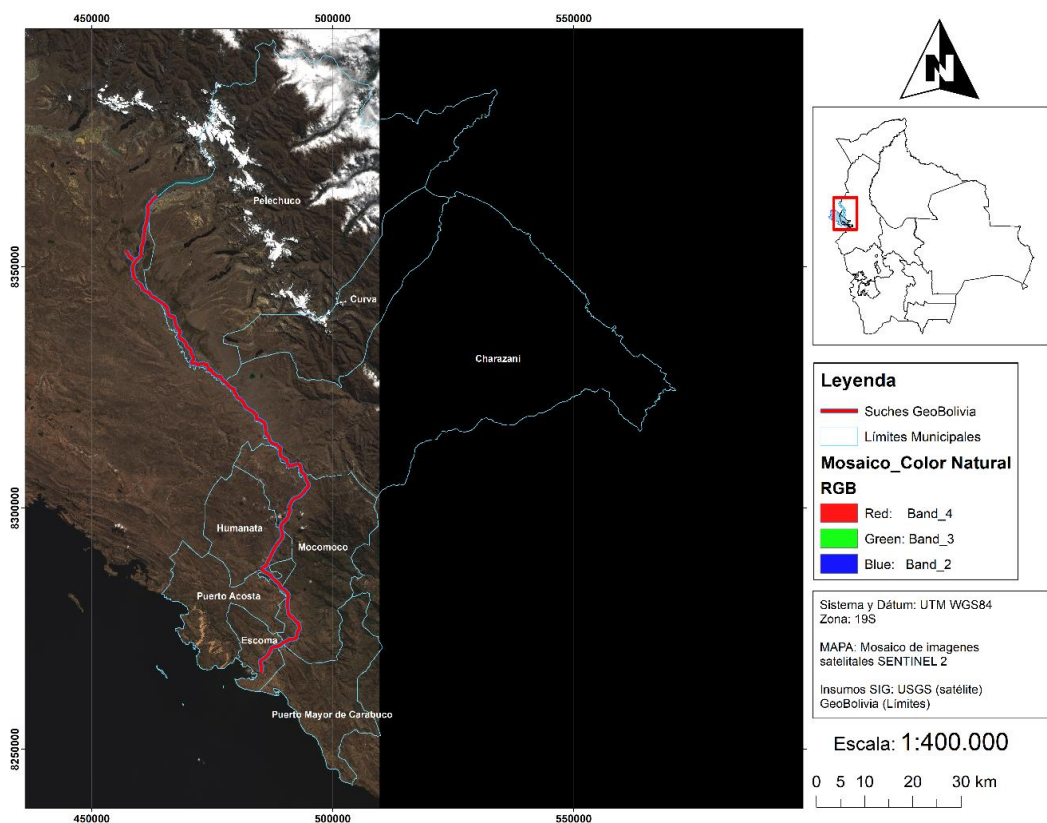 450000 500000 550000
N
8350000
8300000
8250000
Pelechuco
Curva
Charazani
Humanata
Mocomoco
Puerto Acosta
Escoma
Puerto Mayor de Carabuco
450000 500000 550000
Leyenda
Suches GeoBolivia
Límites Municipales
Mosaico_Color Natural
RGB
Red: Band_4
Green: Band_3
Blue: Band_2
Sistema y Dátum: UTM WGS84
Zona: 19S
MAPA: Mosaico de imagenes
satelitales SENTINEL 2
Insumos SIG: USGS (satélite)
GeoBolivia (Límites)
Escala: 1:400.000
0 5 10 20 30 km